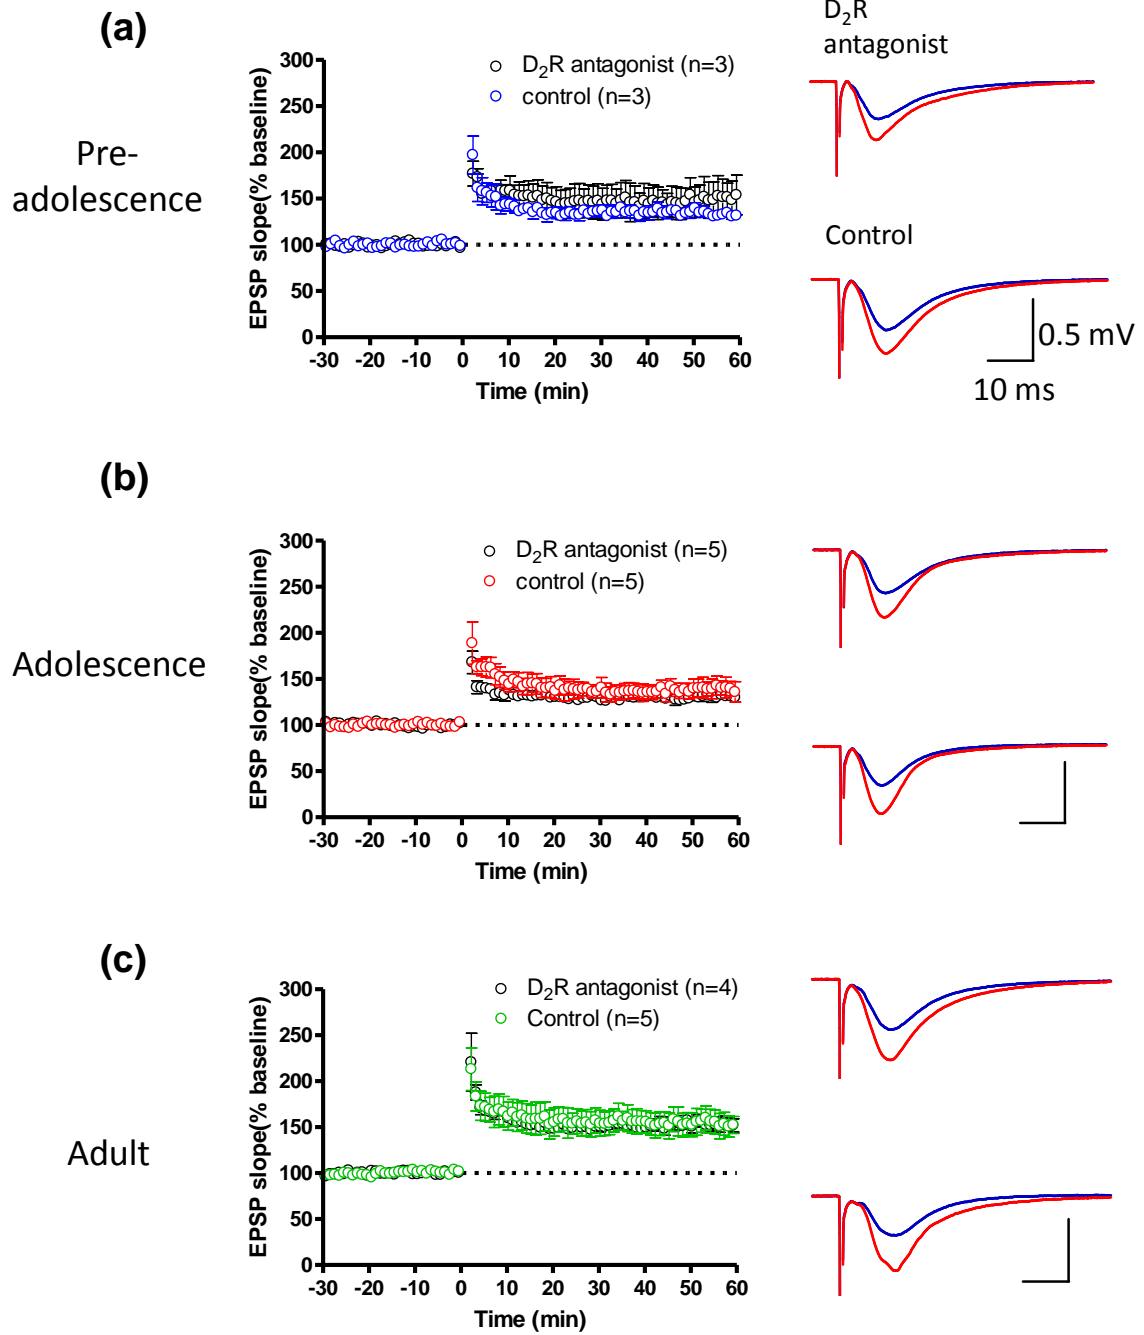 (a)
Pre-
adolescence
EPSP slope(% baseline)
300
250
200
150
100
50
0
D₂R antagonist (n=3)
control (n=3)
-30 -20 -10 0 10 20 30 40 50 60
Time (min)
D₂R
antagonist
Control
0.5 mV
10 ms
(b)
Adolescence
EPSP slope(% baseline)
300
250
200
150
100
50
0
D₂R antagonist (n=5)
control (n=5)
-30 -20 -10 0 10 20 30 40 50 60
Time (min)
(c)
Adult
EPSP slope(% baseline)
300
250
200
150
100
50
0
D₂R antagonist (n=4)
Control (n=5)
-30 -20 -10 0 10 20 30 40 50 60
Time (min)